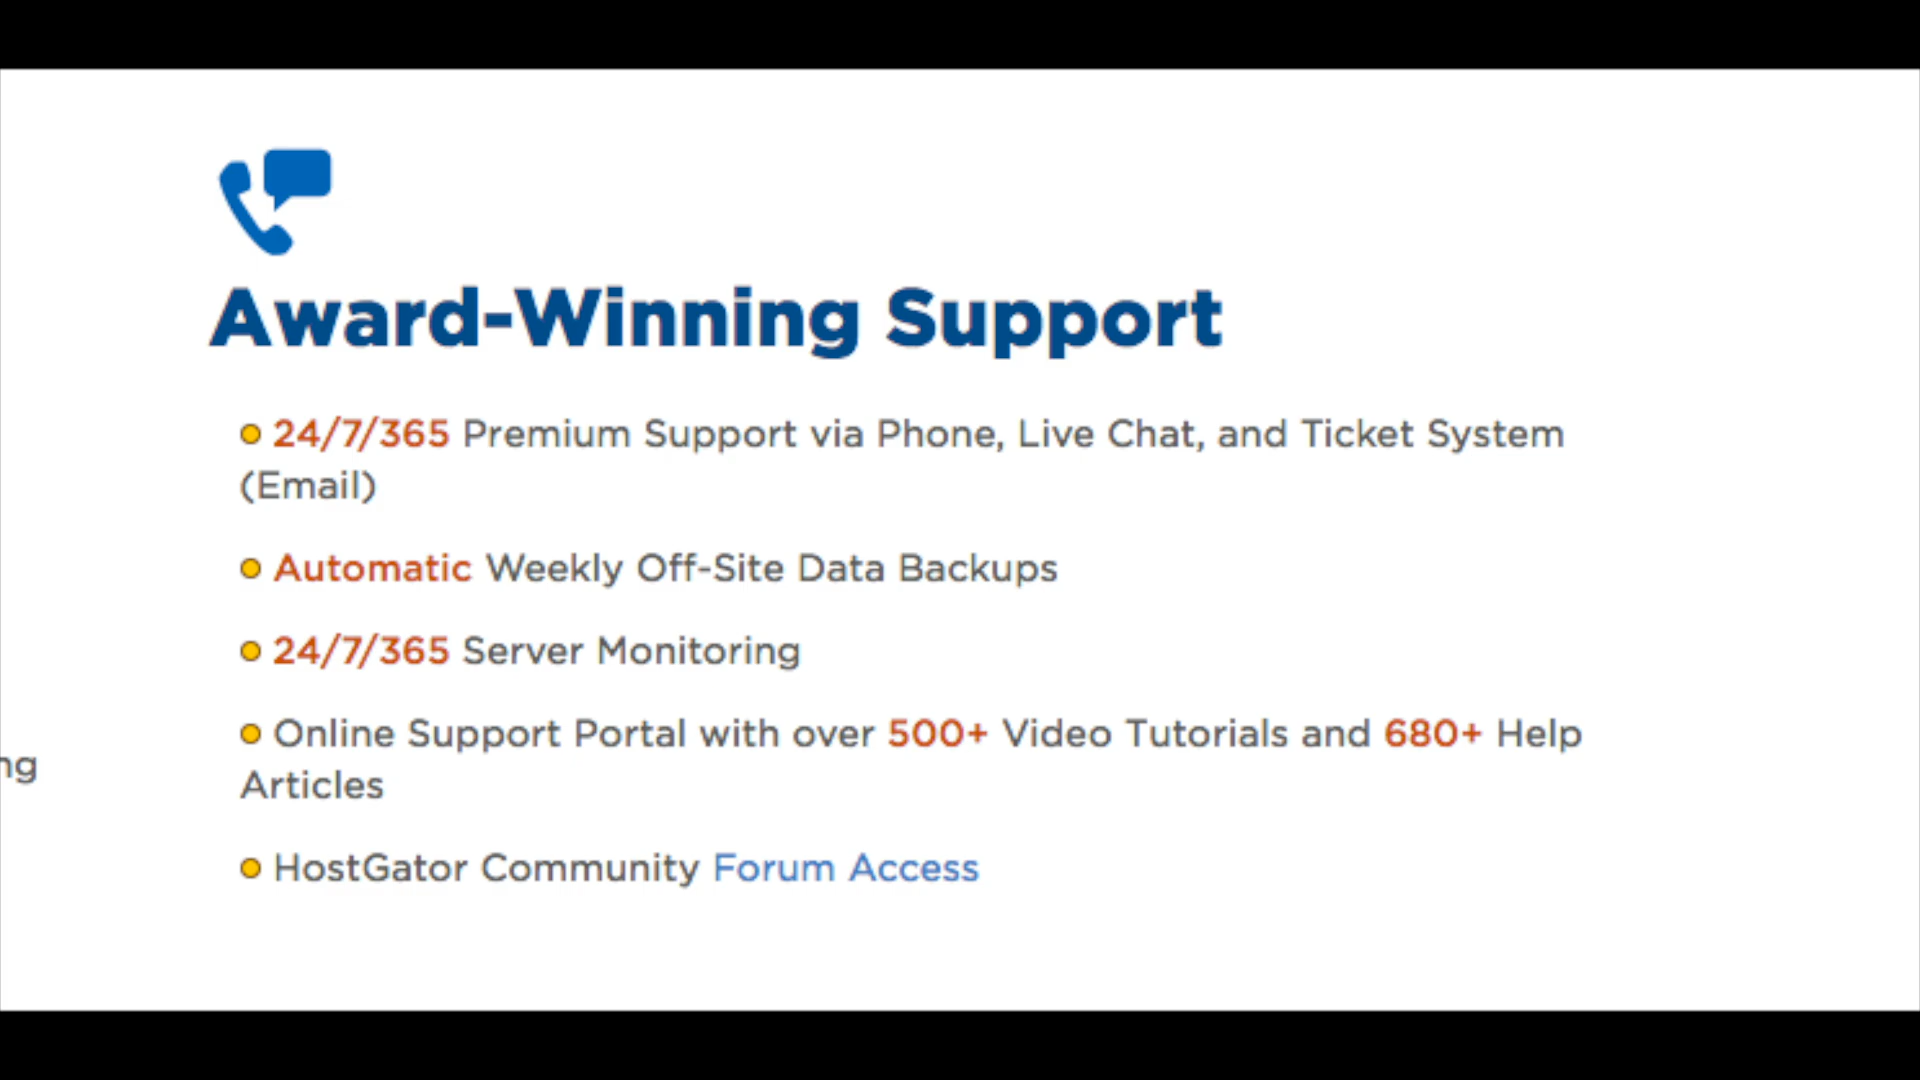 Award-Winning Support
24/7/365 Premium Support via Phone, Live Chat, and Ticket System
(Email)
Automatic Weekly Off-Site Data Backups
24/7/365 Server Monitoring
Online Support Portal with over 500+ Video Tutorials and 680+ Help
Articles
HostGator Community Forum Access